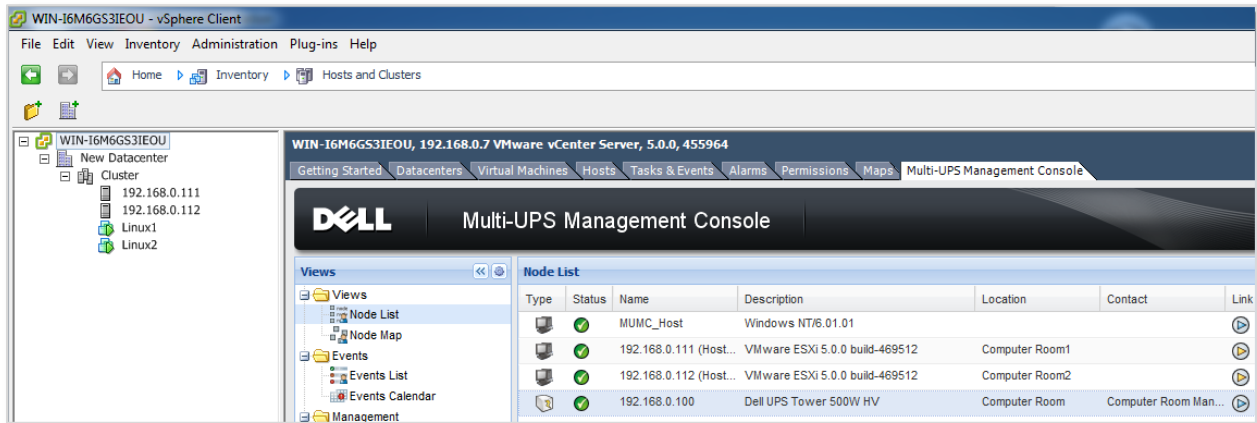 WIN-I6M6GS3IEOU - vSphere Client
File Edit View Inventory Administration Plug-ins Help
Home Inventory Hosts and Clusters
WIN-I6M6GS3IEOU
New Datacenter
Cluster
192.168.0.111
192.168.0.112
Linux1
Linux2
WIN-I6M6GS3IEOU, 192.168.0.7 VMware vCenter Server, 5.0.0, 455964
Getting Started Datacenters Virtual Machines Hosts Tasks & Events Alarms Permissions Maps Multi-UPS Management Console
DELL Multi-UPS Management Console
Views
Views
Node List
Node Map
Events
Events List
Events Calendar
Management
Node List
Type Status Name Description Location Contact Link
MUMC_Host Windows NT/6.01.01
192.168.0.111 (Host... VMware ESXi 5.0.0 build-469512 Computer Room1
192.168.0.112 (Host... VMware ESXi 5.0.0 build-469512 Computer Room2
192.168.0.100 Dell UPS Tower 500W HV Computer Room Computer Room Man...